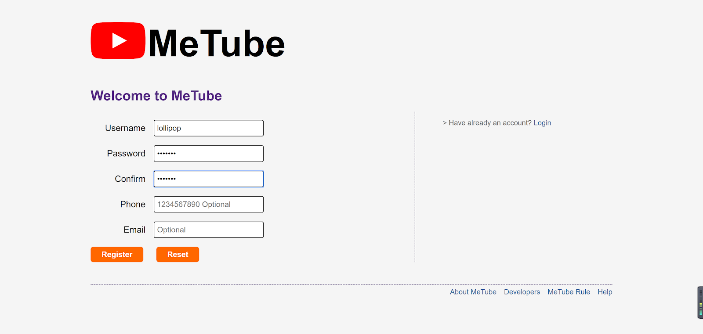 MeTube
Welcome to MeTube
Username lollipop
> Have already an account? Login
Password •••••••
Confirm •••••••
Phone 1234567890 Optional
Email Optional
Register Reset
About MeTube Developers MeTube Rule Help